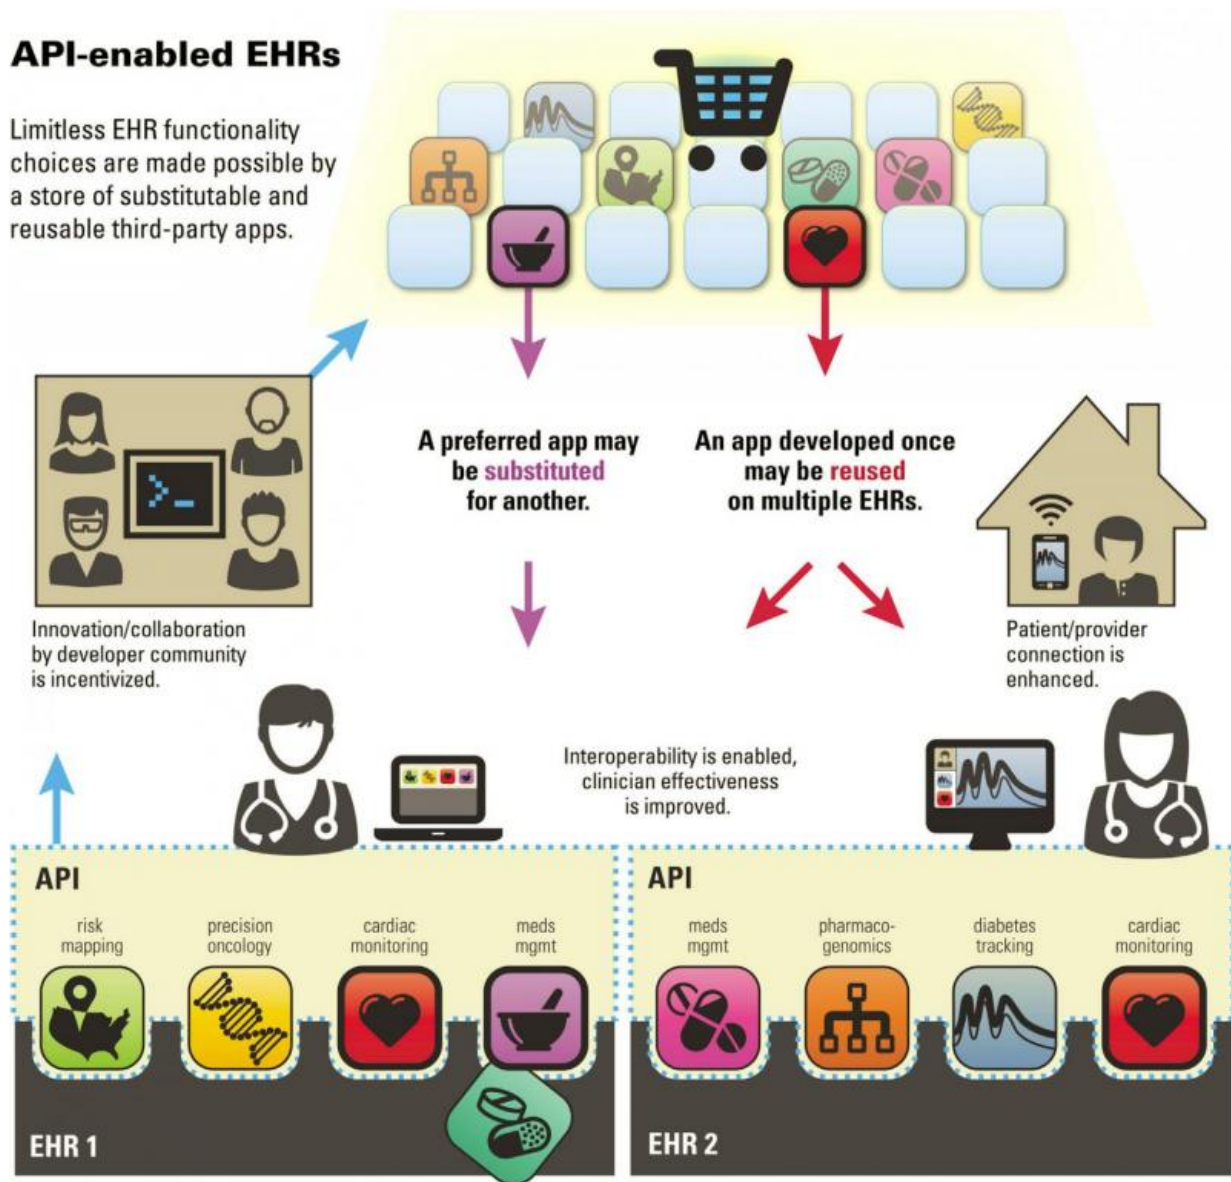 API-enabled EHRs
Limitless EHR functionality
choices are made possible by
a store of substitutable and
reusable third-party apps.
A preferred app may
be substituted
for another.
An app developed once
may be reused
on multiple EHRs.
Innovation/collaboration
by developer community
is incentivized.
Patient/provider
connection is
enhanced.
Interoperability is enabled,
clinician effectiveness
is improved.
API
risk
mapping
precision
oncology
cardiac
monitoring
meds
mgmt
EHR 1
API
meds
mgmt
pharmaco-
genomics
diabetes
tracking
cardiac
monitoring
EHR 2